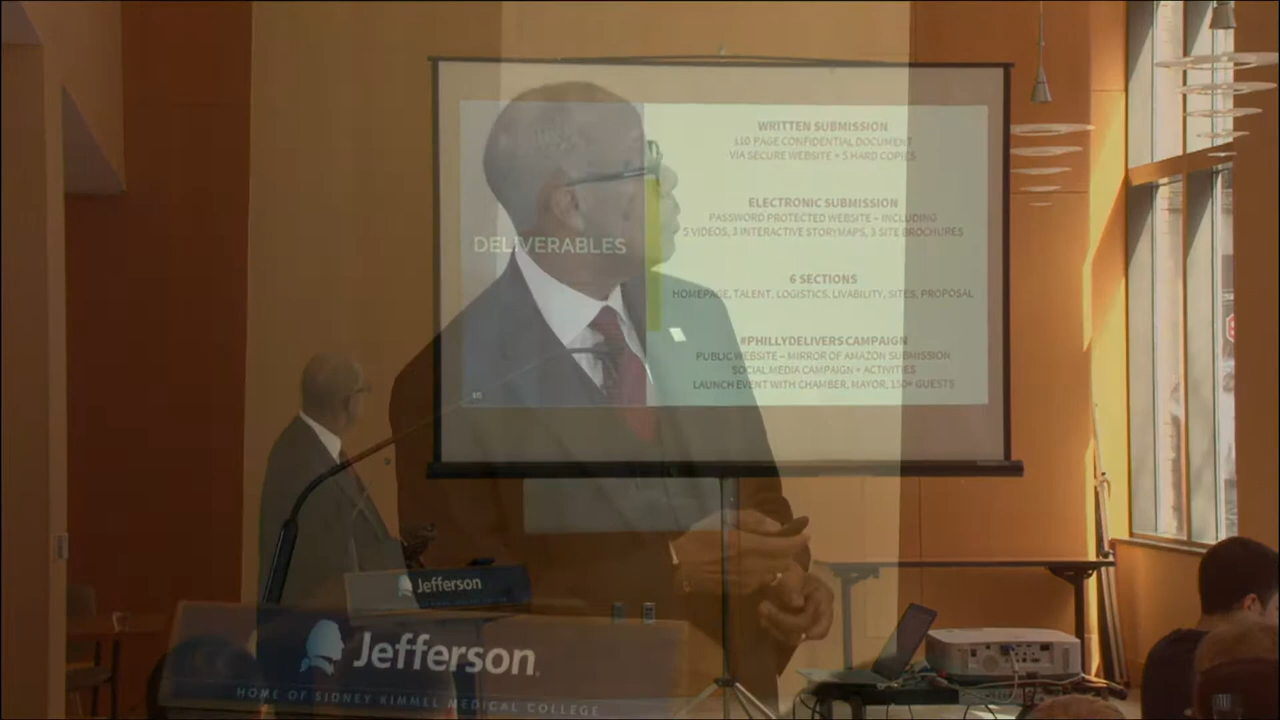 WRITTEN SUBMISSION
110 PAGE CONFIDENTIAL DOCUMENT
VIA SECURE WEBSITE + 5 HARD COPIES
ELECTRONIC SUBMISSION
PASSWORD PROTECTED WEBSITE – INCLUDING
5 VIDEOS, 3 INTERACTIVE STORYMAPS, 3 SITE BROCHURES
DELIVERABLES
6 SECTIONS
HOMEPAGE, TALENT, LOGISTICS, LIVABILITY, SITES, PROPOSAL
#PHILLYDELIVERS CAMPAIGN
PUBLIC WEBSITE – MIRROR OF AMAZON SUBMISSION
SOCIAL MEDIA CAMPAIGN + ACTIVITIES
LAUNCH EVENT WITH CHAMBER, MAYOR, 150+ GUESTS
Jefferson
Jefferson
HOME OF SIDNEY KIMMEL MEDICAL COLLEGE